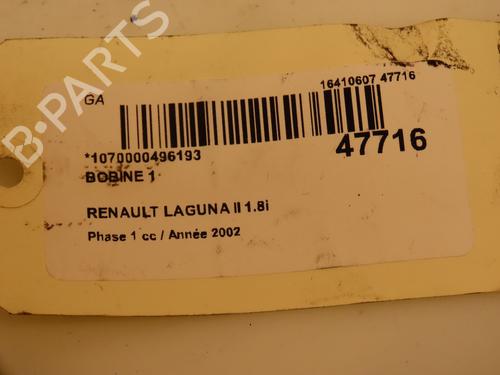 GA
16410607 47716
*1070000496193
47716
BOBINE 1
RENAULT LAGUNA II 1.8i
Phase 1 cc / Année 2002
B-PARTS